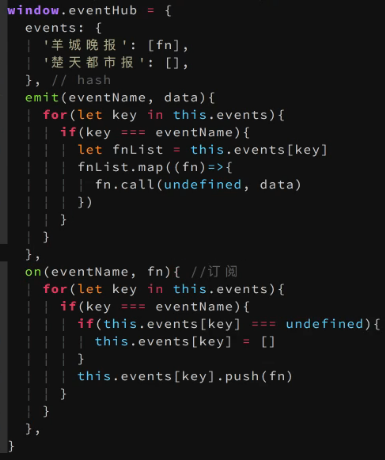 window.eventHub = {
  events: {
    '羊城晚报': [fn],
    '楚天都市报': [],
  }, // hash
  emit(eventName, data){
    for(let key in this.events){
      if(key === eventName){
        let fnList = this.events[key]
        fnList.map((fn)=>{
          fn.call(undefined, data)
        })
      }
    }
  },
  on(eventName, fn){ //订阅
    for(let key in this.events){
      if(key === eventName){
        if(this.events[key] === undefined){
          this.events[key] = []
        }
        this.events[key].push(fn)
      }
    }
  },
}